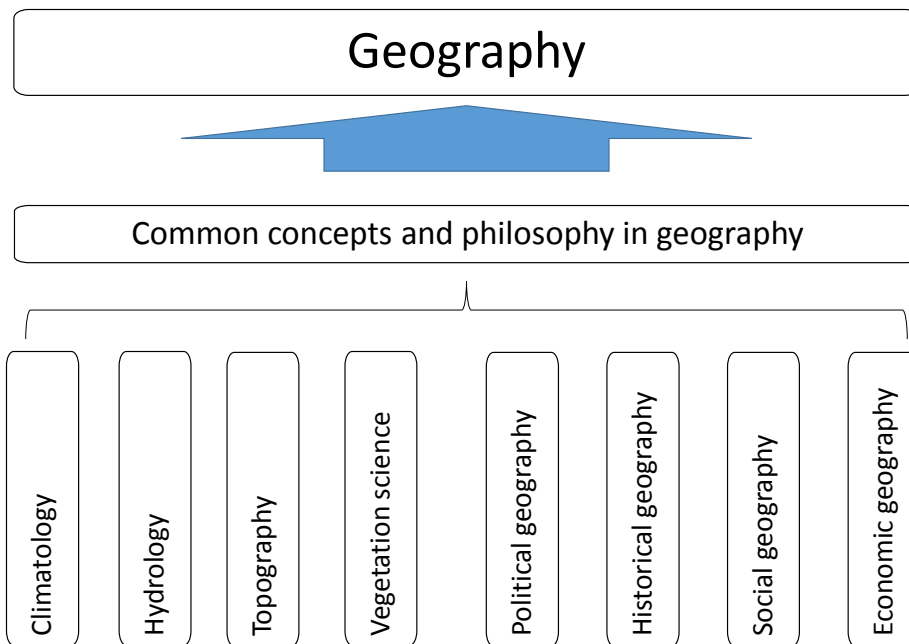 Geography
Common concepts and philosophy in geography
Climatology
Hydrology
Topography
Vegetation science
Political geography
Historical geography
Social geography
Economic geography